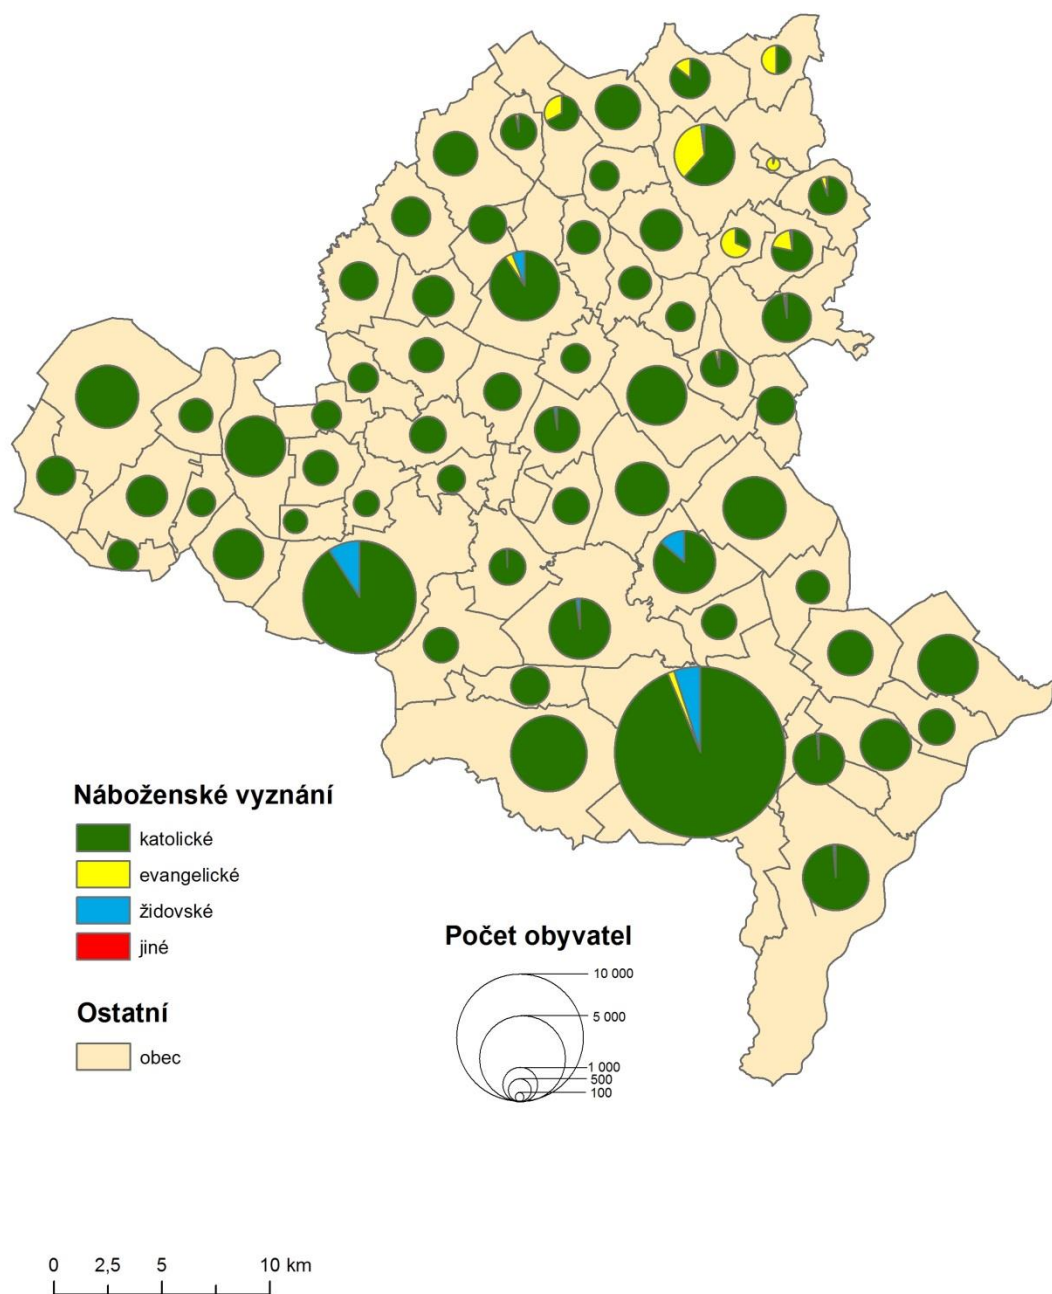 Náboženské vyznání
katolické
evangelické
židovské
jiné
Ostatní
obec
Počet obyvatel
10 000
5 000
1 000
500
100
0 2,5 5 10 km